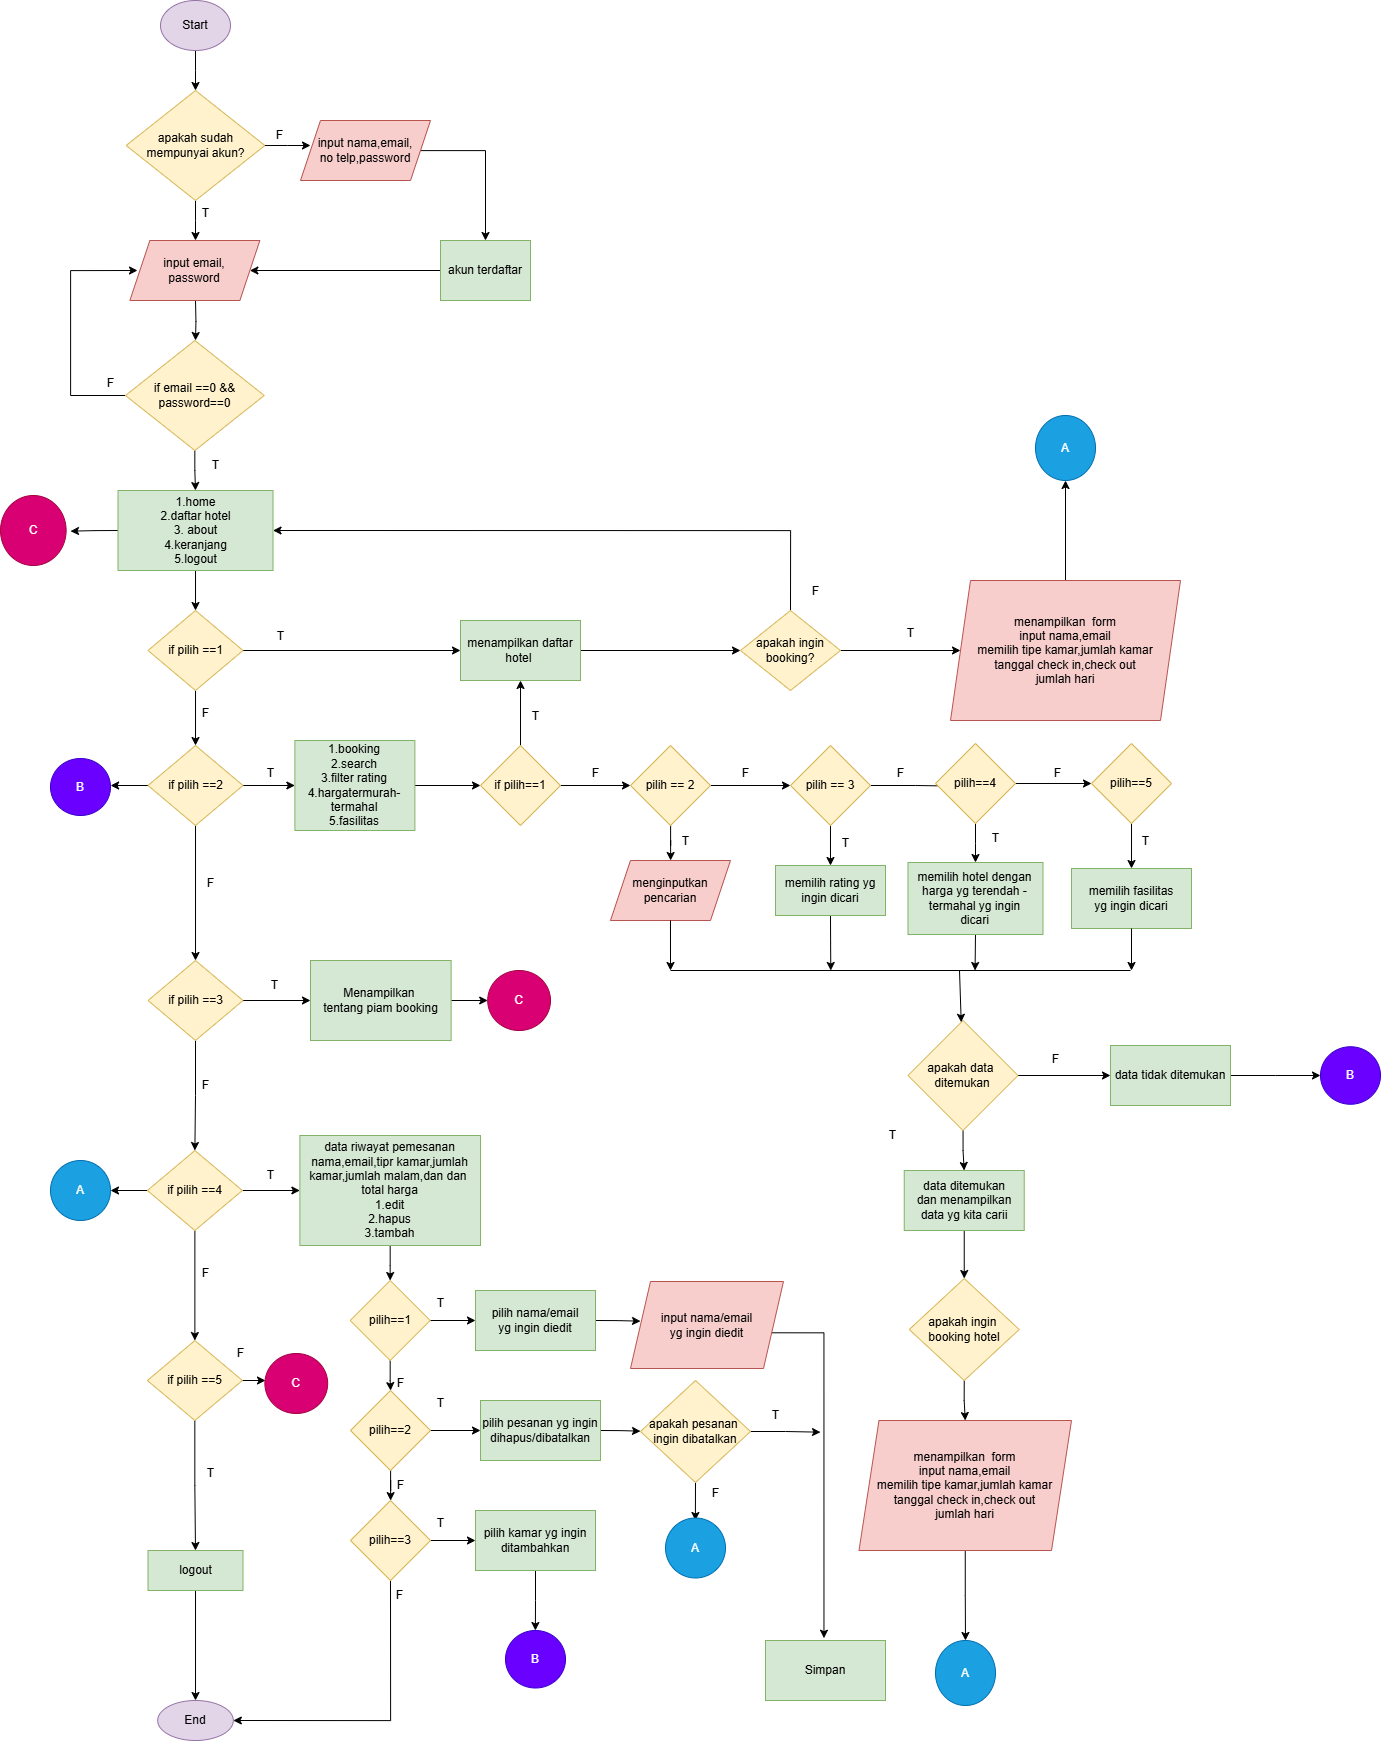 Start
apakah sudah
mempunyai akun?
F
input nama,email,
no telp,password
T
input email,
password
akun terdaftar
F
if email ==0 &&
password==0
T
A
C
1.home
2.daftar hotel
3. about
4.keranjang
5.logout
F
if pilih ==1
T
menampilkan daftar
hotel
apakah ingin
booking?
T
menampilkan  form
input nama,email
memilih tipe kamar,jumlah kamar
tanggal check in,check out
jumlah hari
F
T
B
if pilih ==2
T
1.booking
2.search
3.filter rating
4.hargatermurah-
termahal
5.fasilitas
if pilih==1
F
pilih == 2
F
pilih == 3
F
pilih==4
F
pilih==5
T
T
T
T
F
menginputkan
pencarian
memilih rating yg
ingin dicari
memilih hotel dengan
harga yg terendah -
termahal yg ingin
dicari
memilih fasilitas
yg ingin dicari
if pilih ==3
T
Menampilkan
tentang piam booking
C
apakah data
ditemukan
F
data tidak ditemukan
B
F
T
A
if pilih ==4
T
data riwayat pemesanan
nama,email,tipr kamar,jumlah
kamar,jumlah malam,dan dan
total harga
1.edit
2.hapus
3.tambah
data ditemukan
dan menampilkan
data yg kita carii
F
pilih==1
T
pilih nama/email
yg ingin diedit
input nama/email
yg ingin diedit
apakah ingin
booking hotel
if pilih ==5
F
C
F
pilih==2
T
pilih pesanan yg ingin
dihapus/dibatalkan
apakah pesanan
ingin dibatalkan
T
T
F
F
menampilkan  form
input nama,email
memilih tipe kamar,jumlah kamar
tanggal check in,check out
jumlah hari
pilih==3
T
pilih kamar yg ingin
ditambahkan
A
logout
F
B
Simpan
A
End